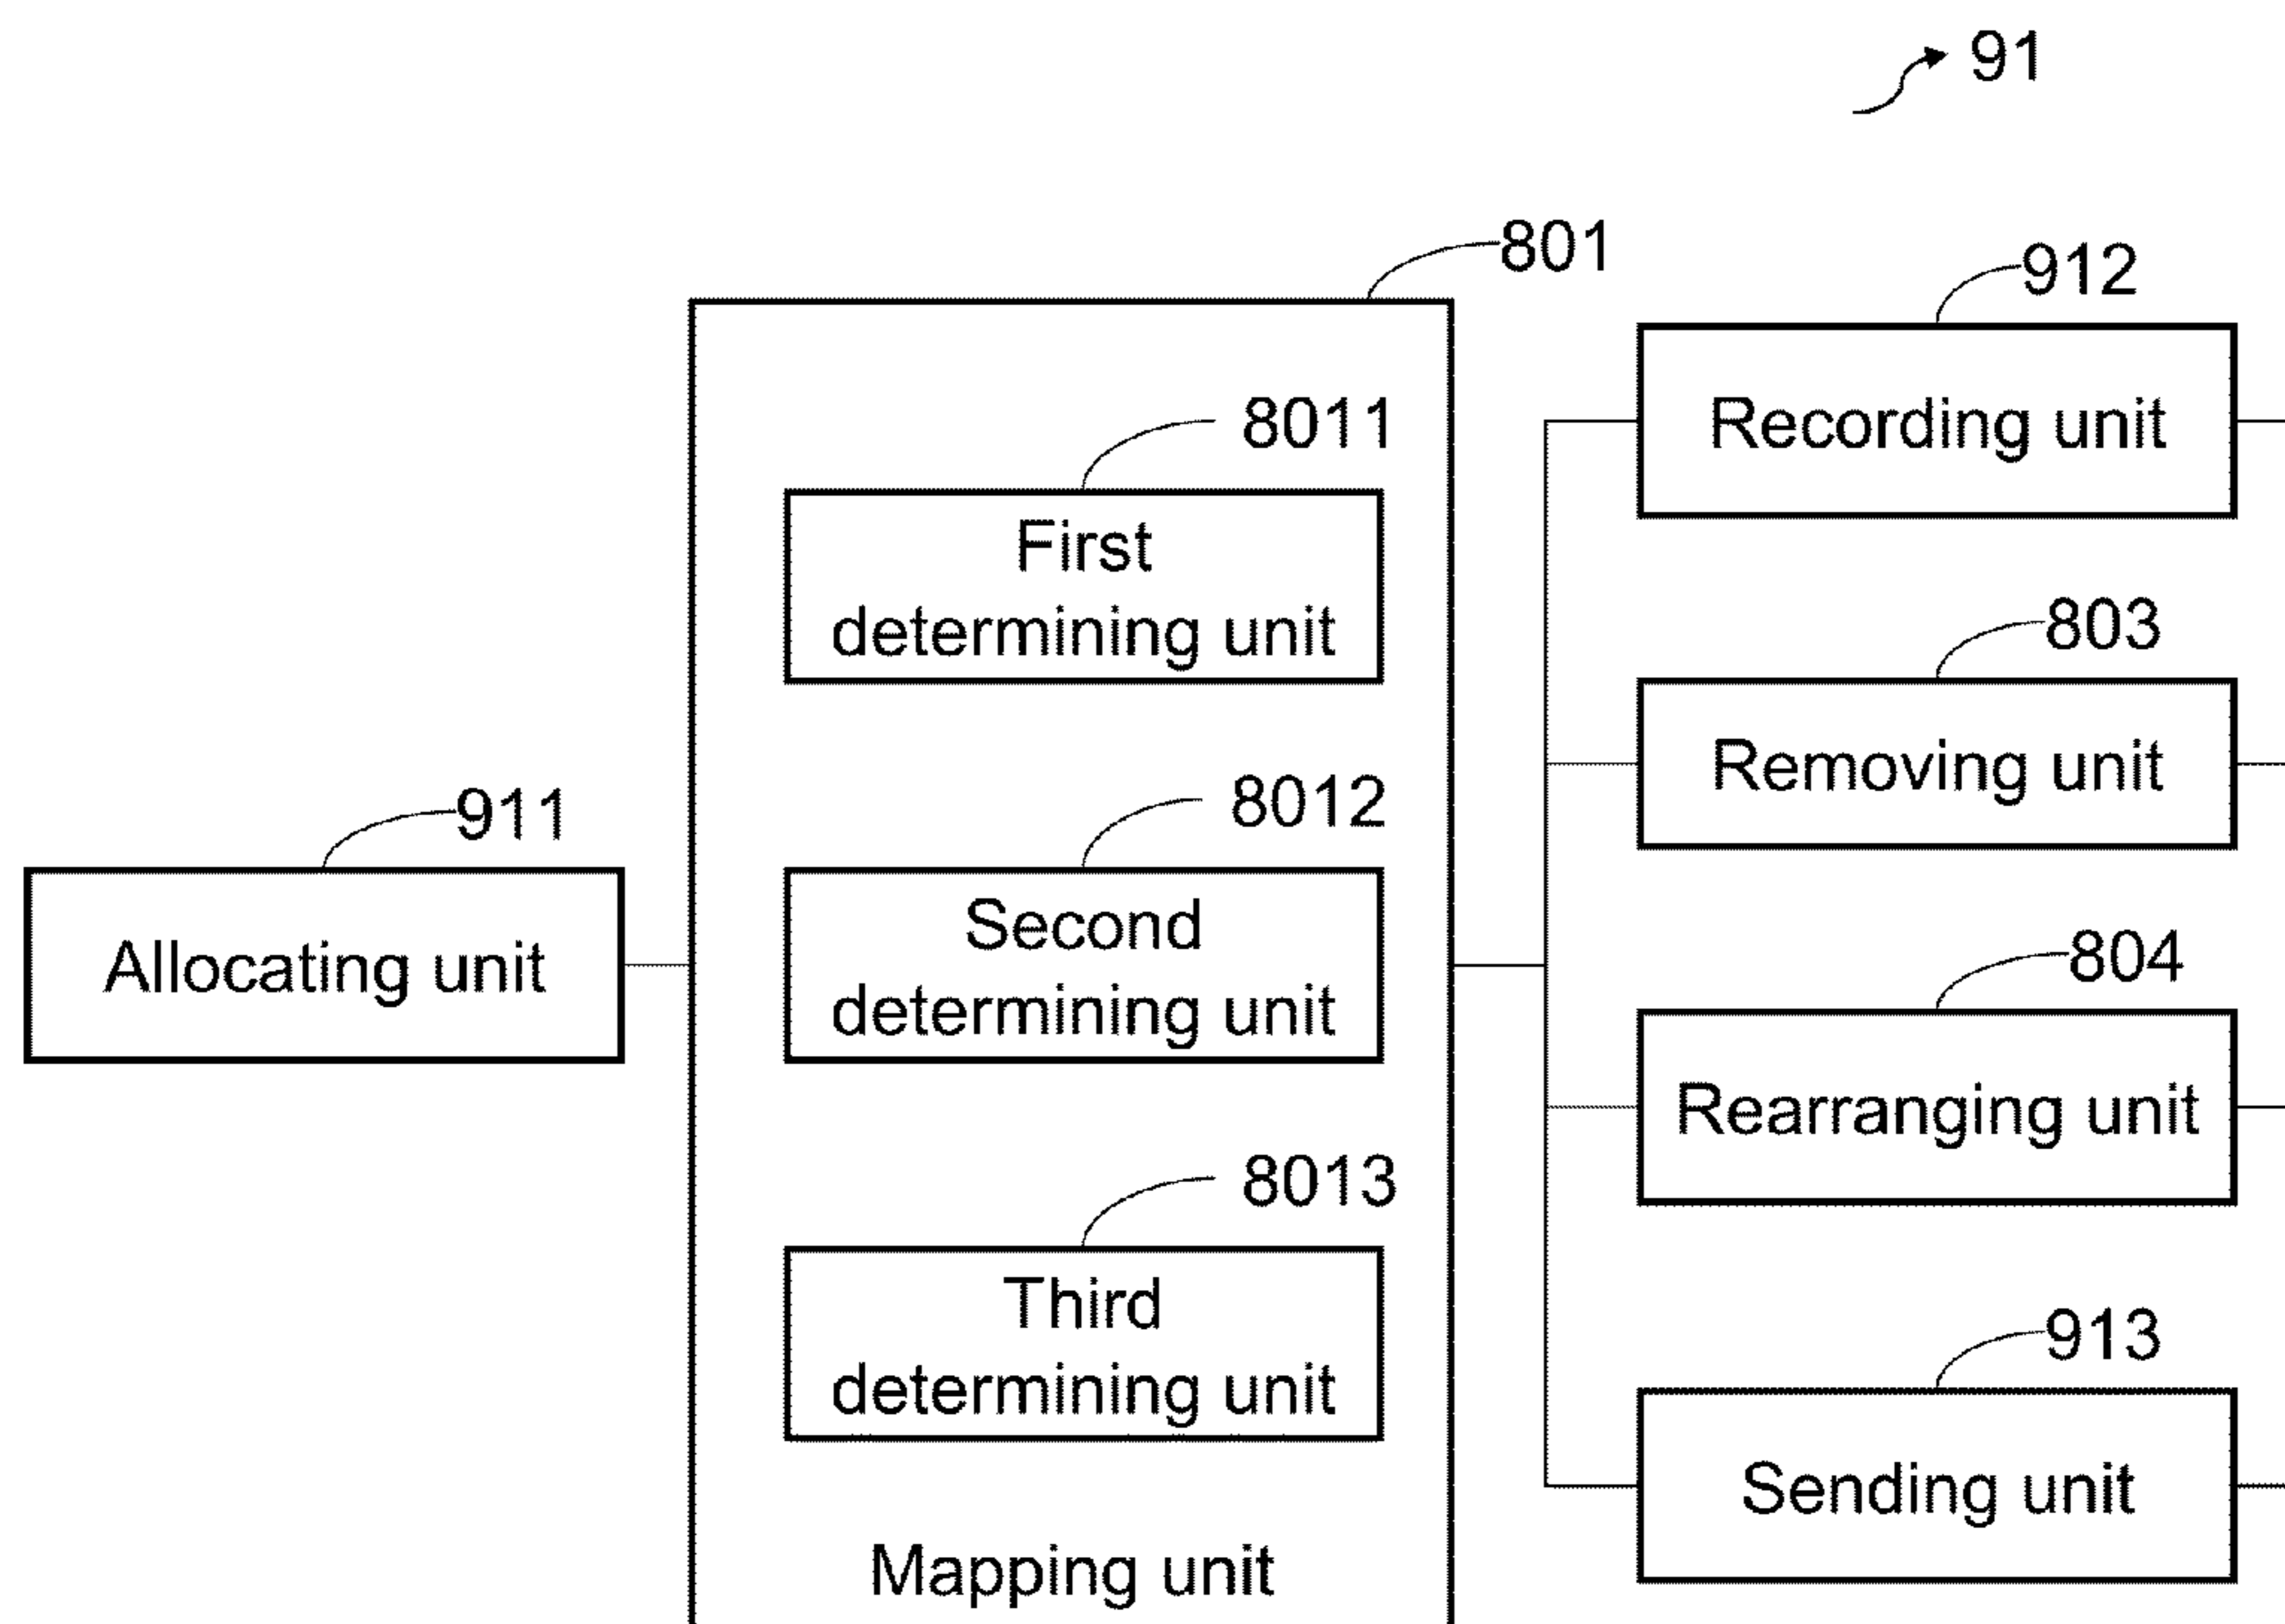 91
801
912
8011
Recording unit
First
determining unit
803
Removing unit
8012
911
Second
determining unit
Allocating unit
804
Rearranging unit
8013
Third
determining unit
913
Sending unit
Mapping unit